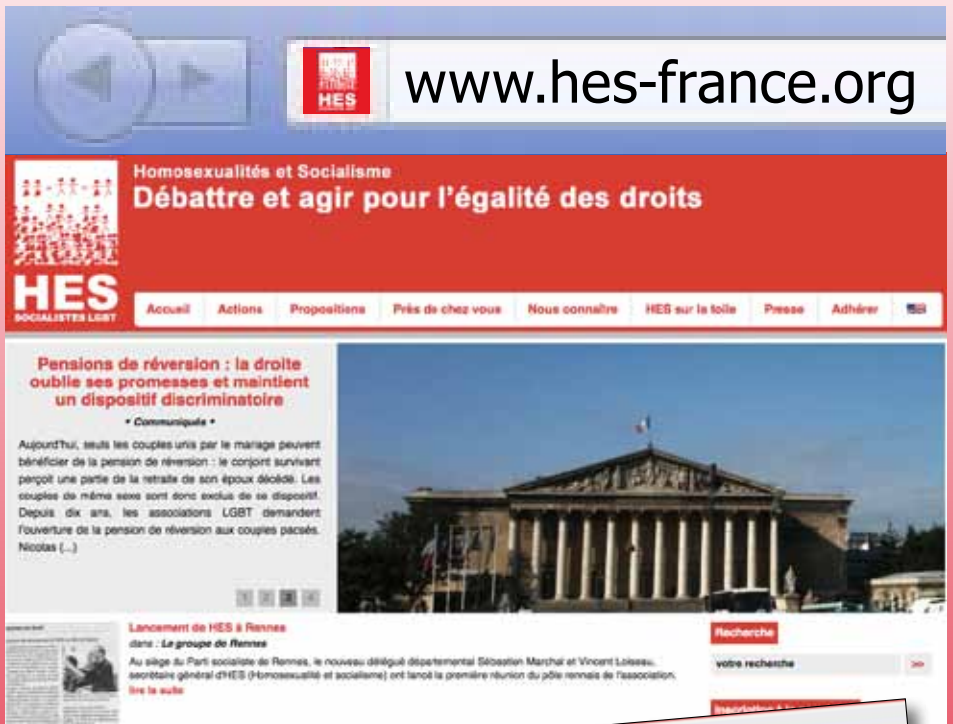 www.hes-france.org
HES
Homosexualités et Socialisme
Débattre et agir pour l'égalité des droits
HES
SOCIALISTES LGBT
Accueil Actions Propositions Près de chez vous Nous connaître HES sur la toile Presse Adhérer
Pensions de réversion : la droite
oublie ses promesses et maintient
un dispositif discriminatoire
• Communiqués •
Aujourd'hui, seuls les couples unis par le mariage peuvent
bénéficier de la pension de réversion : le conjoint survivant
perçoit une partie de la retraite de son époux décédé. Les
couples de même sexe sont donc exclus de ce dispositif.
Depuis dix ans, les associations LGBT demandent
l'ouverture de la pension de réversion aux couples pacsés.
Nicolas (...)
1 2 3 4
Lancement de HES à Rennes
dans : Le groupe de Rennes
Au siège du Parti socialiste de Rennes, le nouveau délégué départemental Sébastien Marchal et Vincent Loiseau,
secrétaire général d'HES (Homosexualité et socialisme) ont lancé la première réunion du pôle rennais de l'association.
lire la suite
Recherche
votre recherche >>